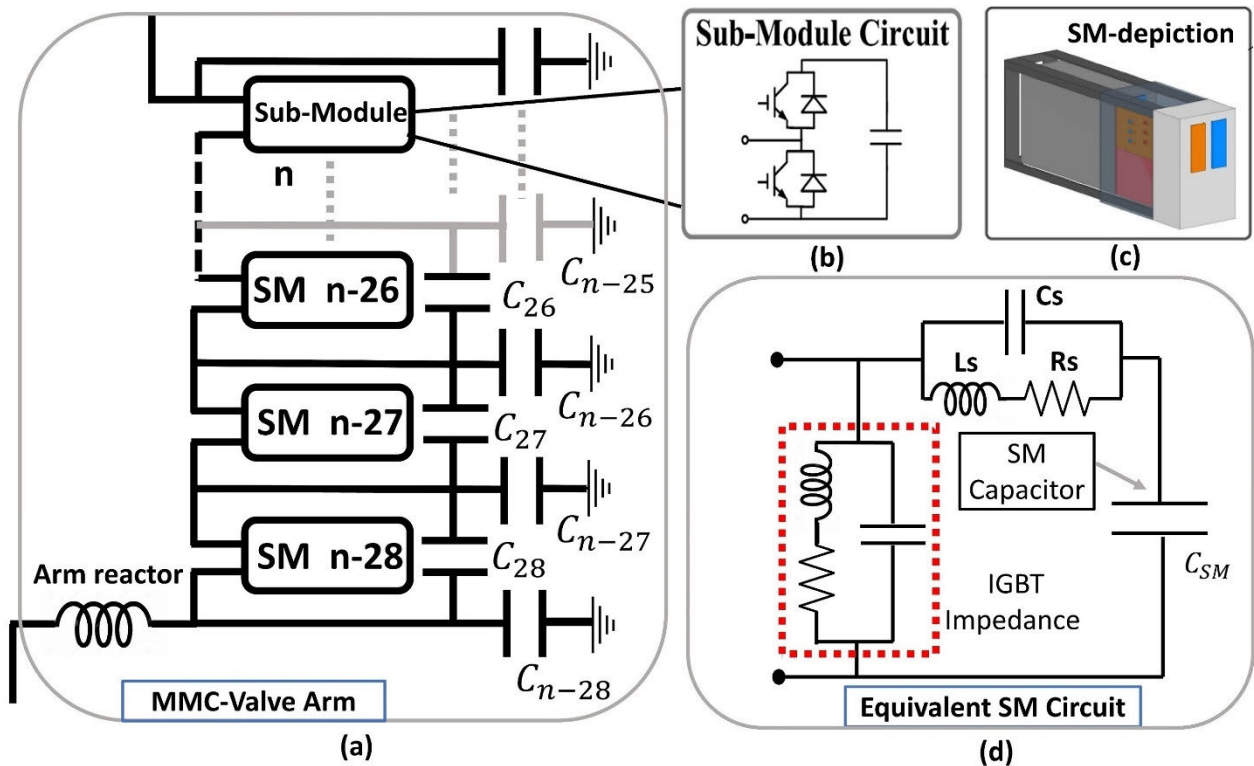 Sub-Module
n
SM n-26
C26
Cn-25
SM n-27
C27
Cn-26
SM n-28
C28
Cn-27
Arm reactor
Cn-28
MMC-Valve Arm
(a)
Sub-Module Circuit
(b)
SM-depiction
(c)
Cs
Ls
Rs
SM
Capacitor
CSM
IGBT
Impedance
Equivalent SM Circuit
(d)